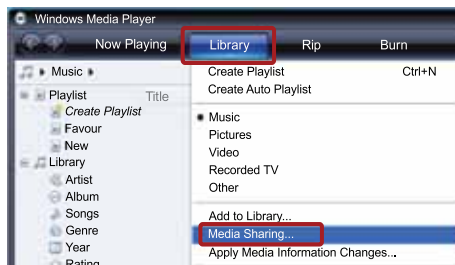 Windows Media Player
Now Playing Library Rip Burn
Music
Playlist Title
Create Playlist
Favour
New
Library
Artist
Album
Songs
Genre
Year
Rating
Create Playlist Ctrl+N
Create Auto Playlist
Music
Pictures
Video
Recorded TV
Other
Add to Library...
Media Sharing...
Apply Media Information Changes...